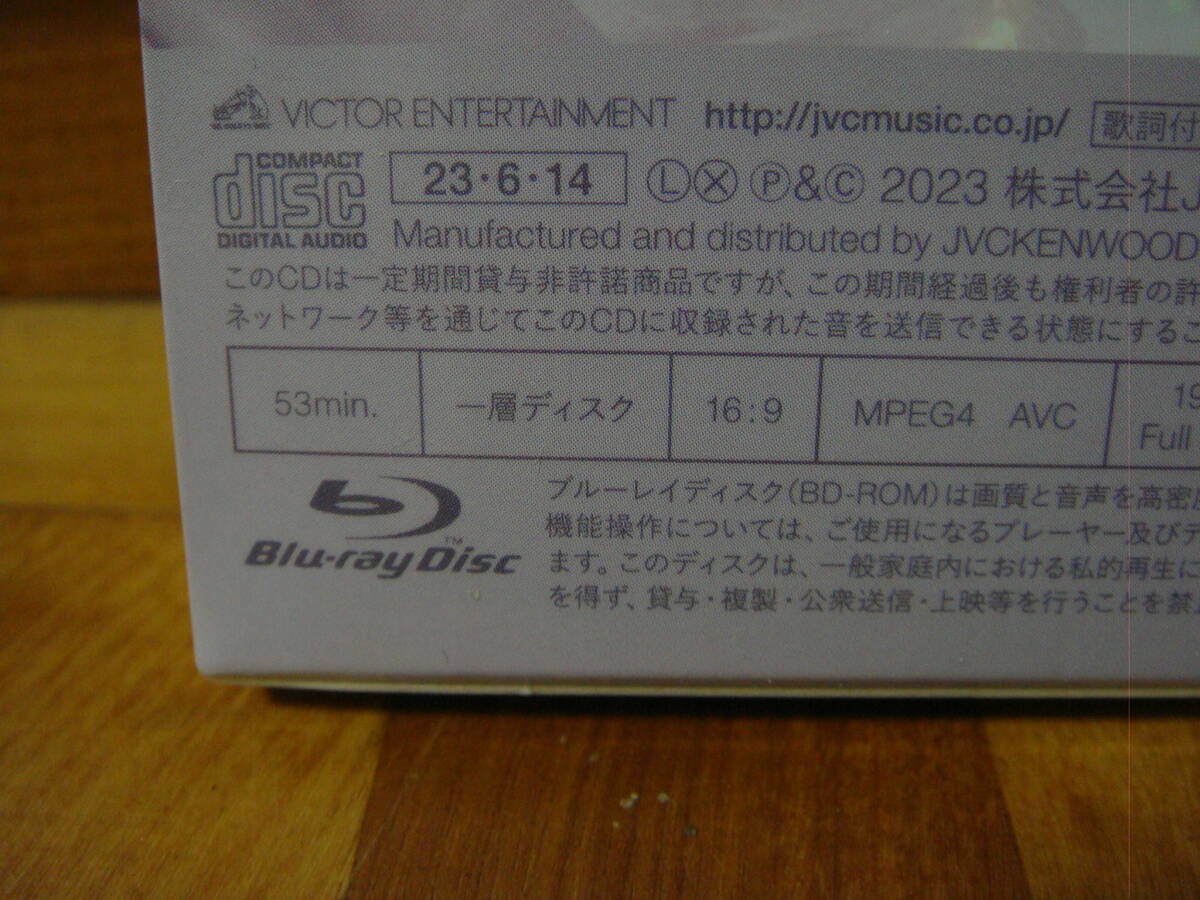 VICTOR ENTERTAINMENT http://jvcmusic.co.jp/ 歌詞付
COMPACT disc DIGITAL AUDIO
23・6・14 Ⓛ Ⓧ Ⓟ&Ⓒ 2023 株式会社J
Manufactured and distributed by JVCKENWOOD
このCDは一定期間貸与非許諾商品ですが、この期間経過後も権利者の許
ネットワーク等を通じてこのCDに収録された音を送信できる状態にするこ
53min. 一層ディスク 16:9 MPEG4 AVC 19
Full
Blu-ray Disc™
ブルーレイディスク(BD-ROM)は画質と音声を高密度
機能操作については、ご使用になるプレーヤー及びテ
ます。このディスクは、一般家庭内における私的再生に
を得ず、貸与・複製・公衆送信・上映等を行うことを禁